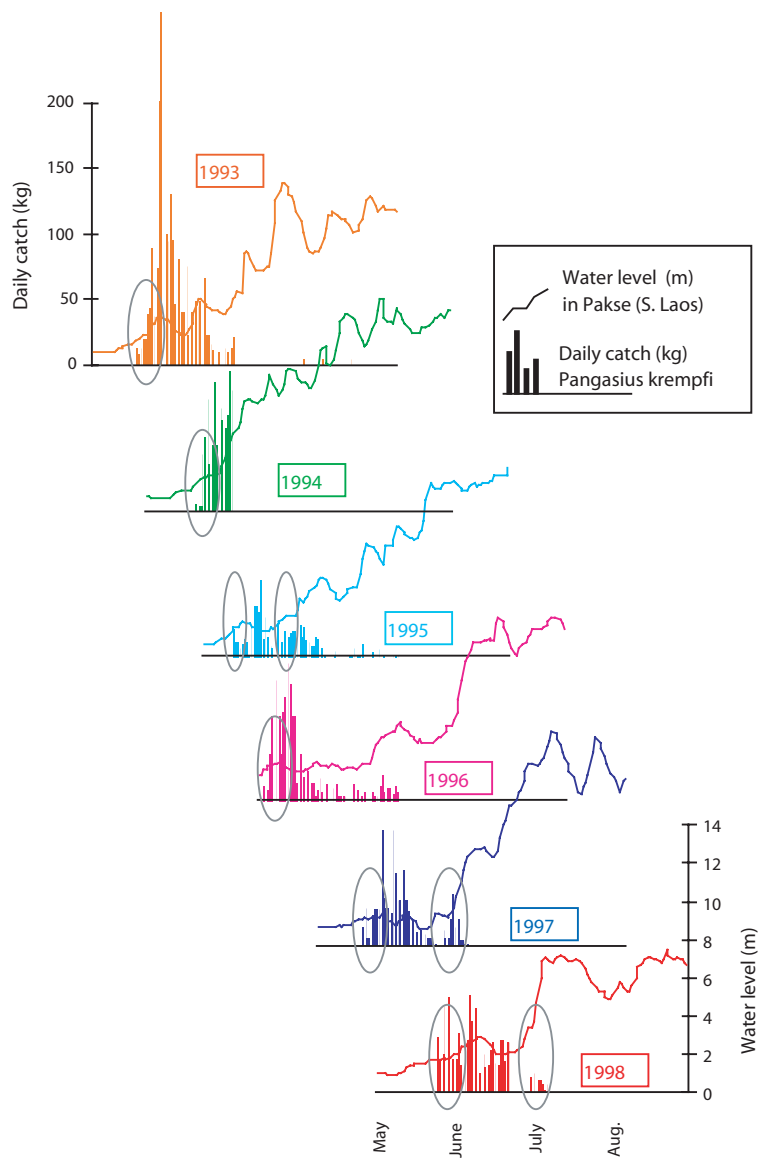 200
150
100
50
0
Daily catch (kg)
1993
Water level (m)
in Pakse (S. Laos)
Daily catch (kg)
Pangasius krempfi
1994
1995
1996
1997
1998
14
12
10
8
6
4
2
0
Water level (m)
May
June
July
Aug.